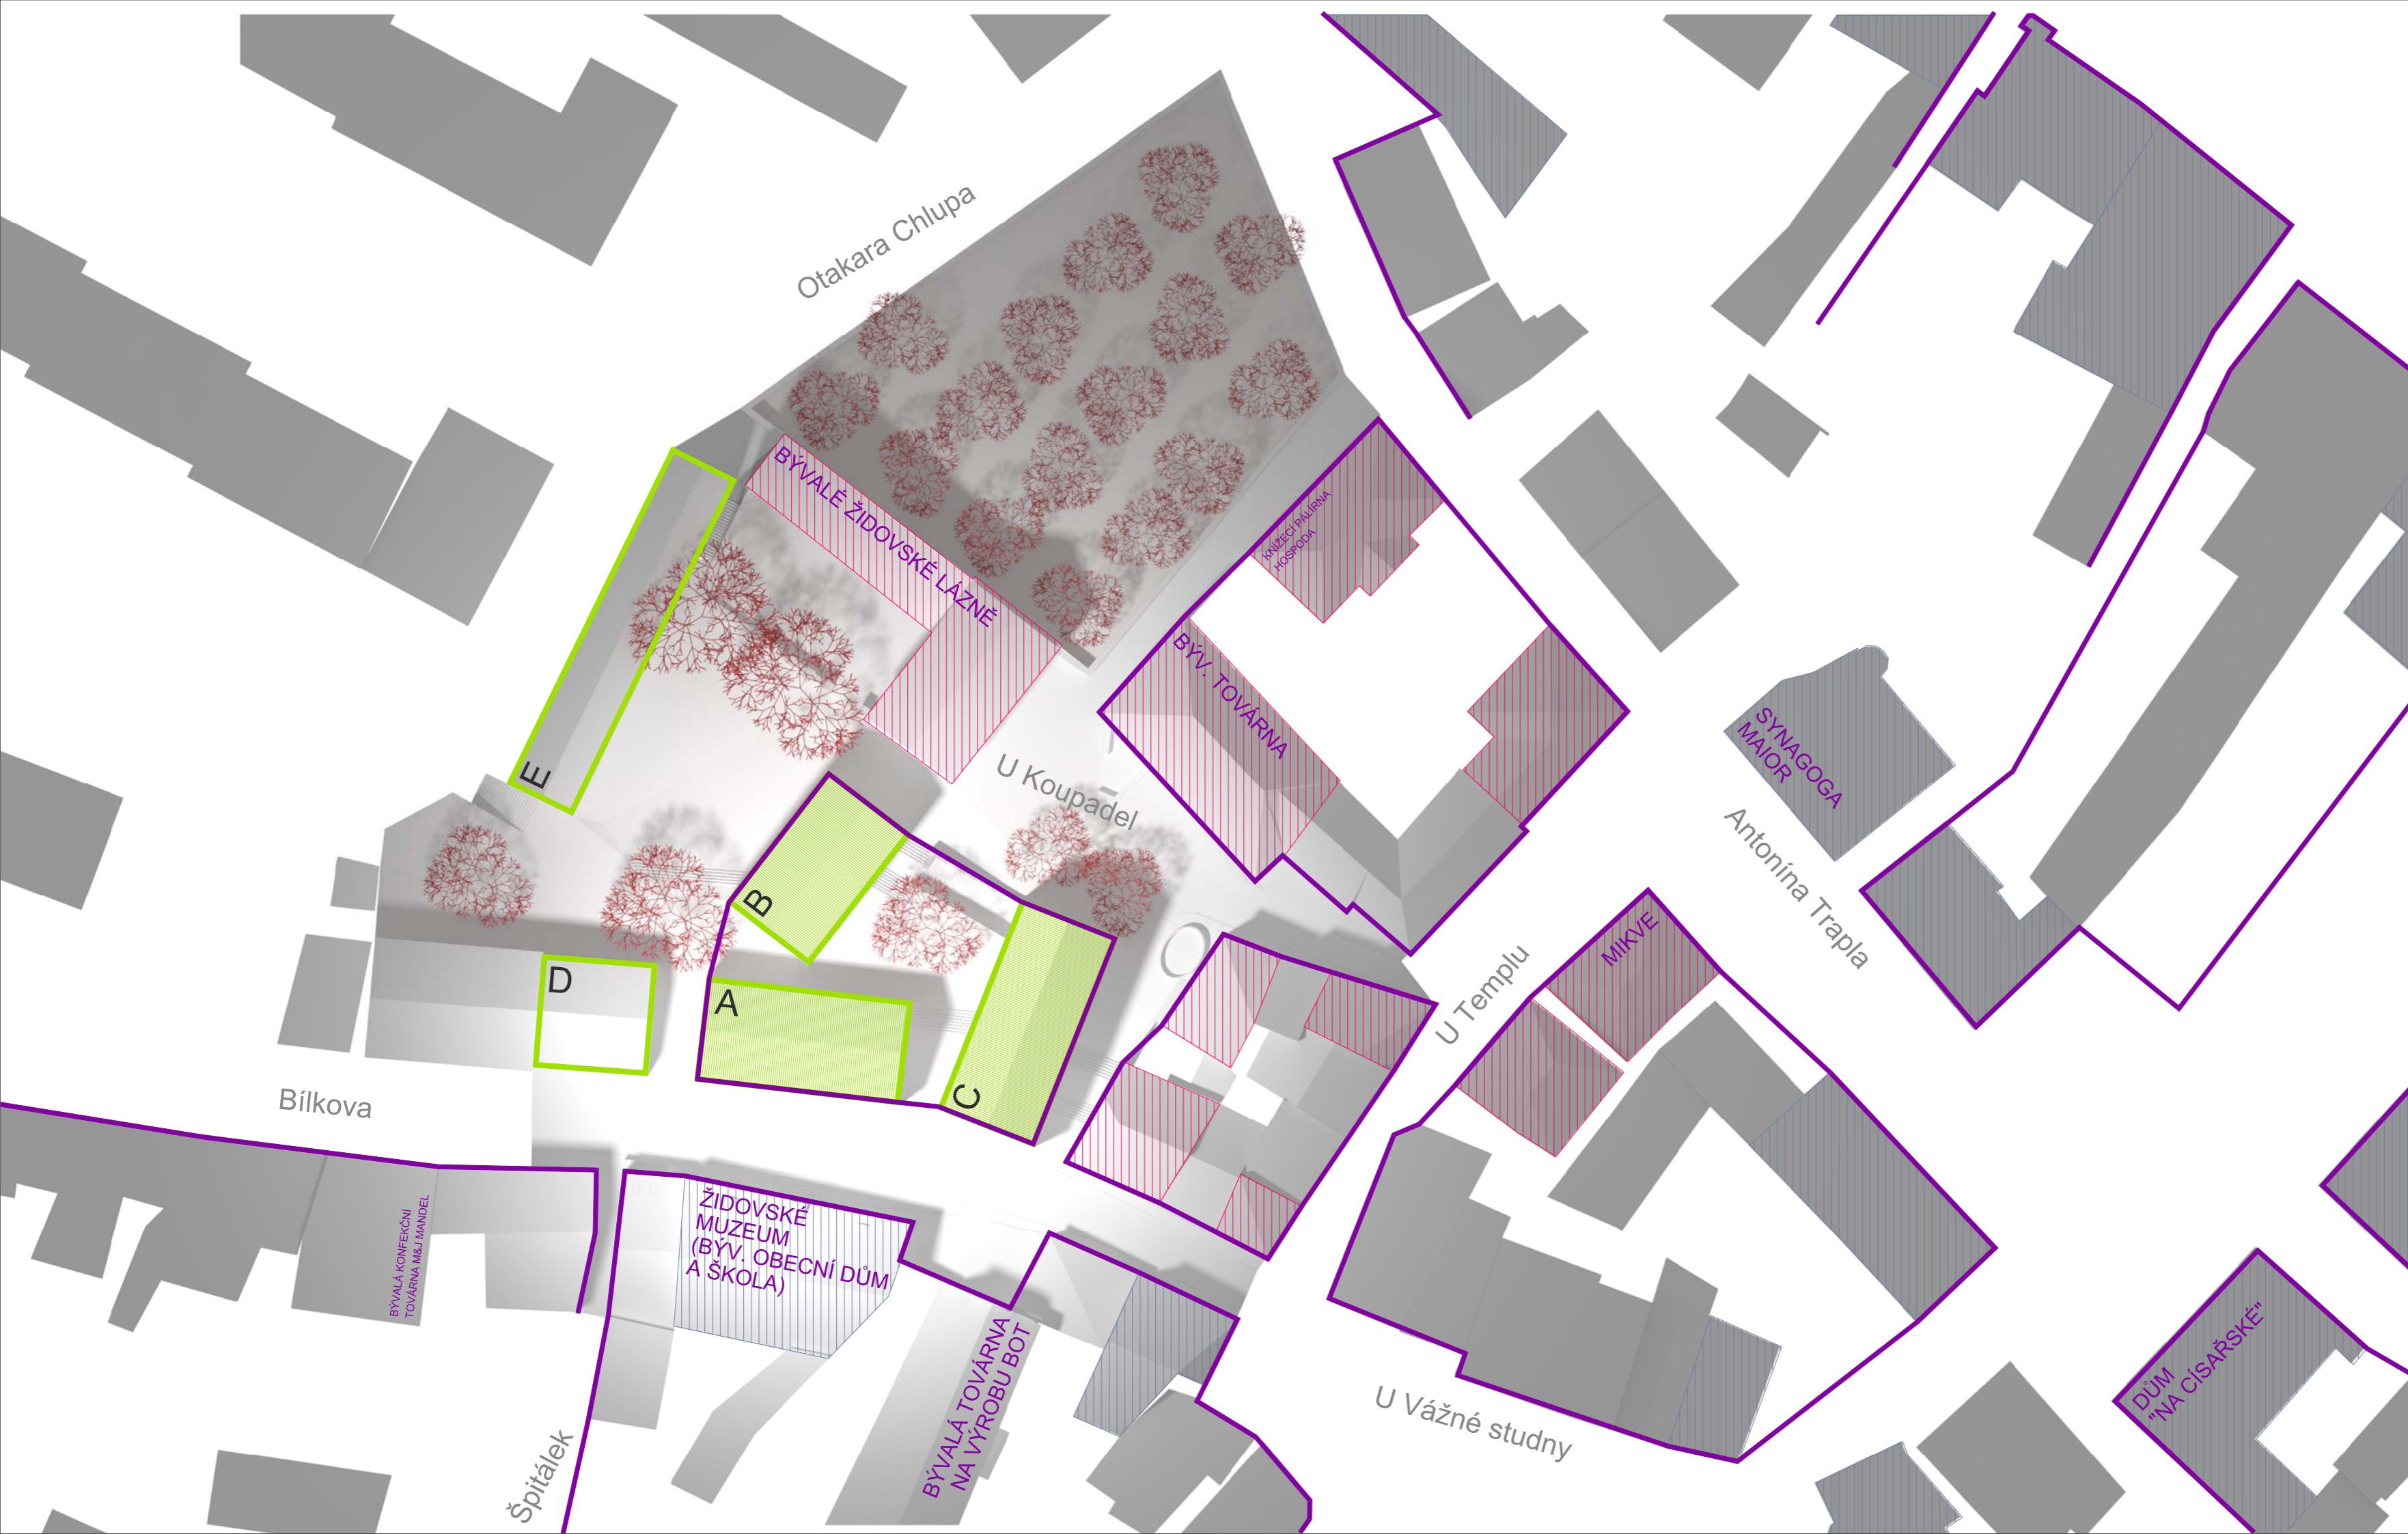 Otakara Chlupa
BÝVALÉ ŽIDOVSKÉ LÁZNĚ
KNÍŽECÍ PÁLÍRNA
HOSPODA
BÝV. TOVÁRNA
E
U Koupadel
SYNAGOGA
MAIOR
Antonína Trapla
B
MIKVE
D
A
U Templu
C
Bílkova
BÝVALÁ KONFEKČNÍ
TOVÁRNA M&J MANDEL
ŽIDOVSKÉ
MUZEUM
(BÝV. OBECNÍ DŮM
A ŠKOLA)
BÝVALÁ TOVÁRNA
NA VÝROBU BOT
U Vážné studny
DŮM
"NA CÍSAŘSKÉ"
Špitálek